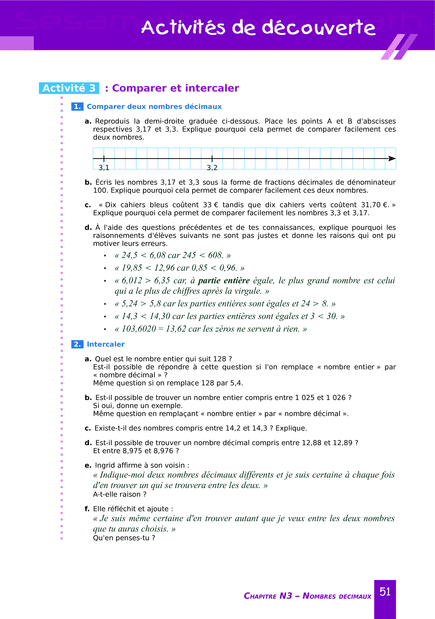 Activités de découverte
Activité 3 : Comparer et intercaler
1. Comparer deux nombres décimaux
a. Reproduis la demi-droite graduée ci-dessous. Place les points A et B d'abscisses
respectives 3,17 et 3,3. Explique pourquoi cela permet de comparer facilement ces
deux nombres.
3,1 3,2
b. Écris les nombres 3,17 et 3,3 sous la forme de fractions décimales de dénominateur
100. Explique pourquoi cela permet de comparer facilement ces deux nombres.
c. « Dix cahiers bleus coûtent 33 € tandis que dix cahiers verts coûtent 31,70 €. »
Explique pourquoi cela permet de comparer facilement les nombres 3,3 et 3,17.
d. À l'aide des questions précédentes et de tes connaissances, explique pourquoi les
raisonnements d'élèves suivants ne sont pas justes et donne les raisons qui ont pu
motiver leurs erreurs.
• « 24,5 < 6,08 car 245 < 608. »
• « 19,85 < 12,96 car 0,85 < 0,96. »
• « 6,012 > 6,35 car, à partie entière égale, le plus grand nombre est celui
qui a le plus de chiffres après la virgule. »
• « 5,24 > 5,8 car les parties entières sont égales et 24 > 8. »
• « 14,3 < 14,30 car les parties entières sont égales et 3 < 30. »
• « 103,6020 = 13,62 car les zéros ne servent à rien. »
2. Intercaler
a. Quel est le nombre entier qui suit 128 ?
Est-il possible de répondre à cette question si l'on remplace « nombre entier » par
« nombre décimal » ?
Même question si on remplace 128 par 5,4.
b. Est-il possible de trouver un nombre entier compris entre 1 025 et 1 026 ?
Si oui, donne un exemple.
Même question en remplaçant « nombre entier » par « nombre décimal ».
c. Existe-t-il des nombres compris entre 14,2 et 14,3 ? Explique.
d. Est-il possible de trouver un nombre décimal compris entre 12,88 et 12,89 ?
Et entre 8,975 et 8,976 ?
e. Ingrid affirme à son voisin :
« Indique-moi deux nombres décimaux différents et je suis certaine à chaque fois
d'en trouver un qui se trouvera entre les deux. »
A-t-elle raison ?
f. Elle réfléchit et ajoute :
« Je suis même certaine d'en trouver autant que je veux entre les deux nombres
que tu auras choisis. »
Qu'en penses-tu ?
CHAPITRE N3 – NOMBRES DÉCIMAUX 51